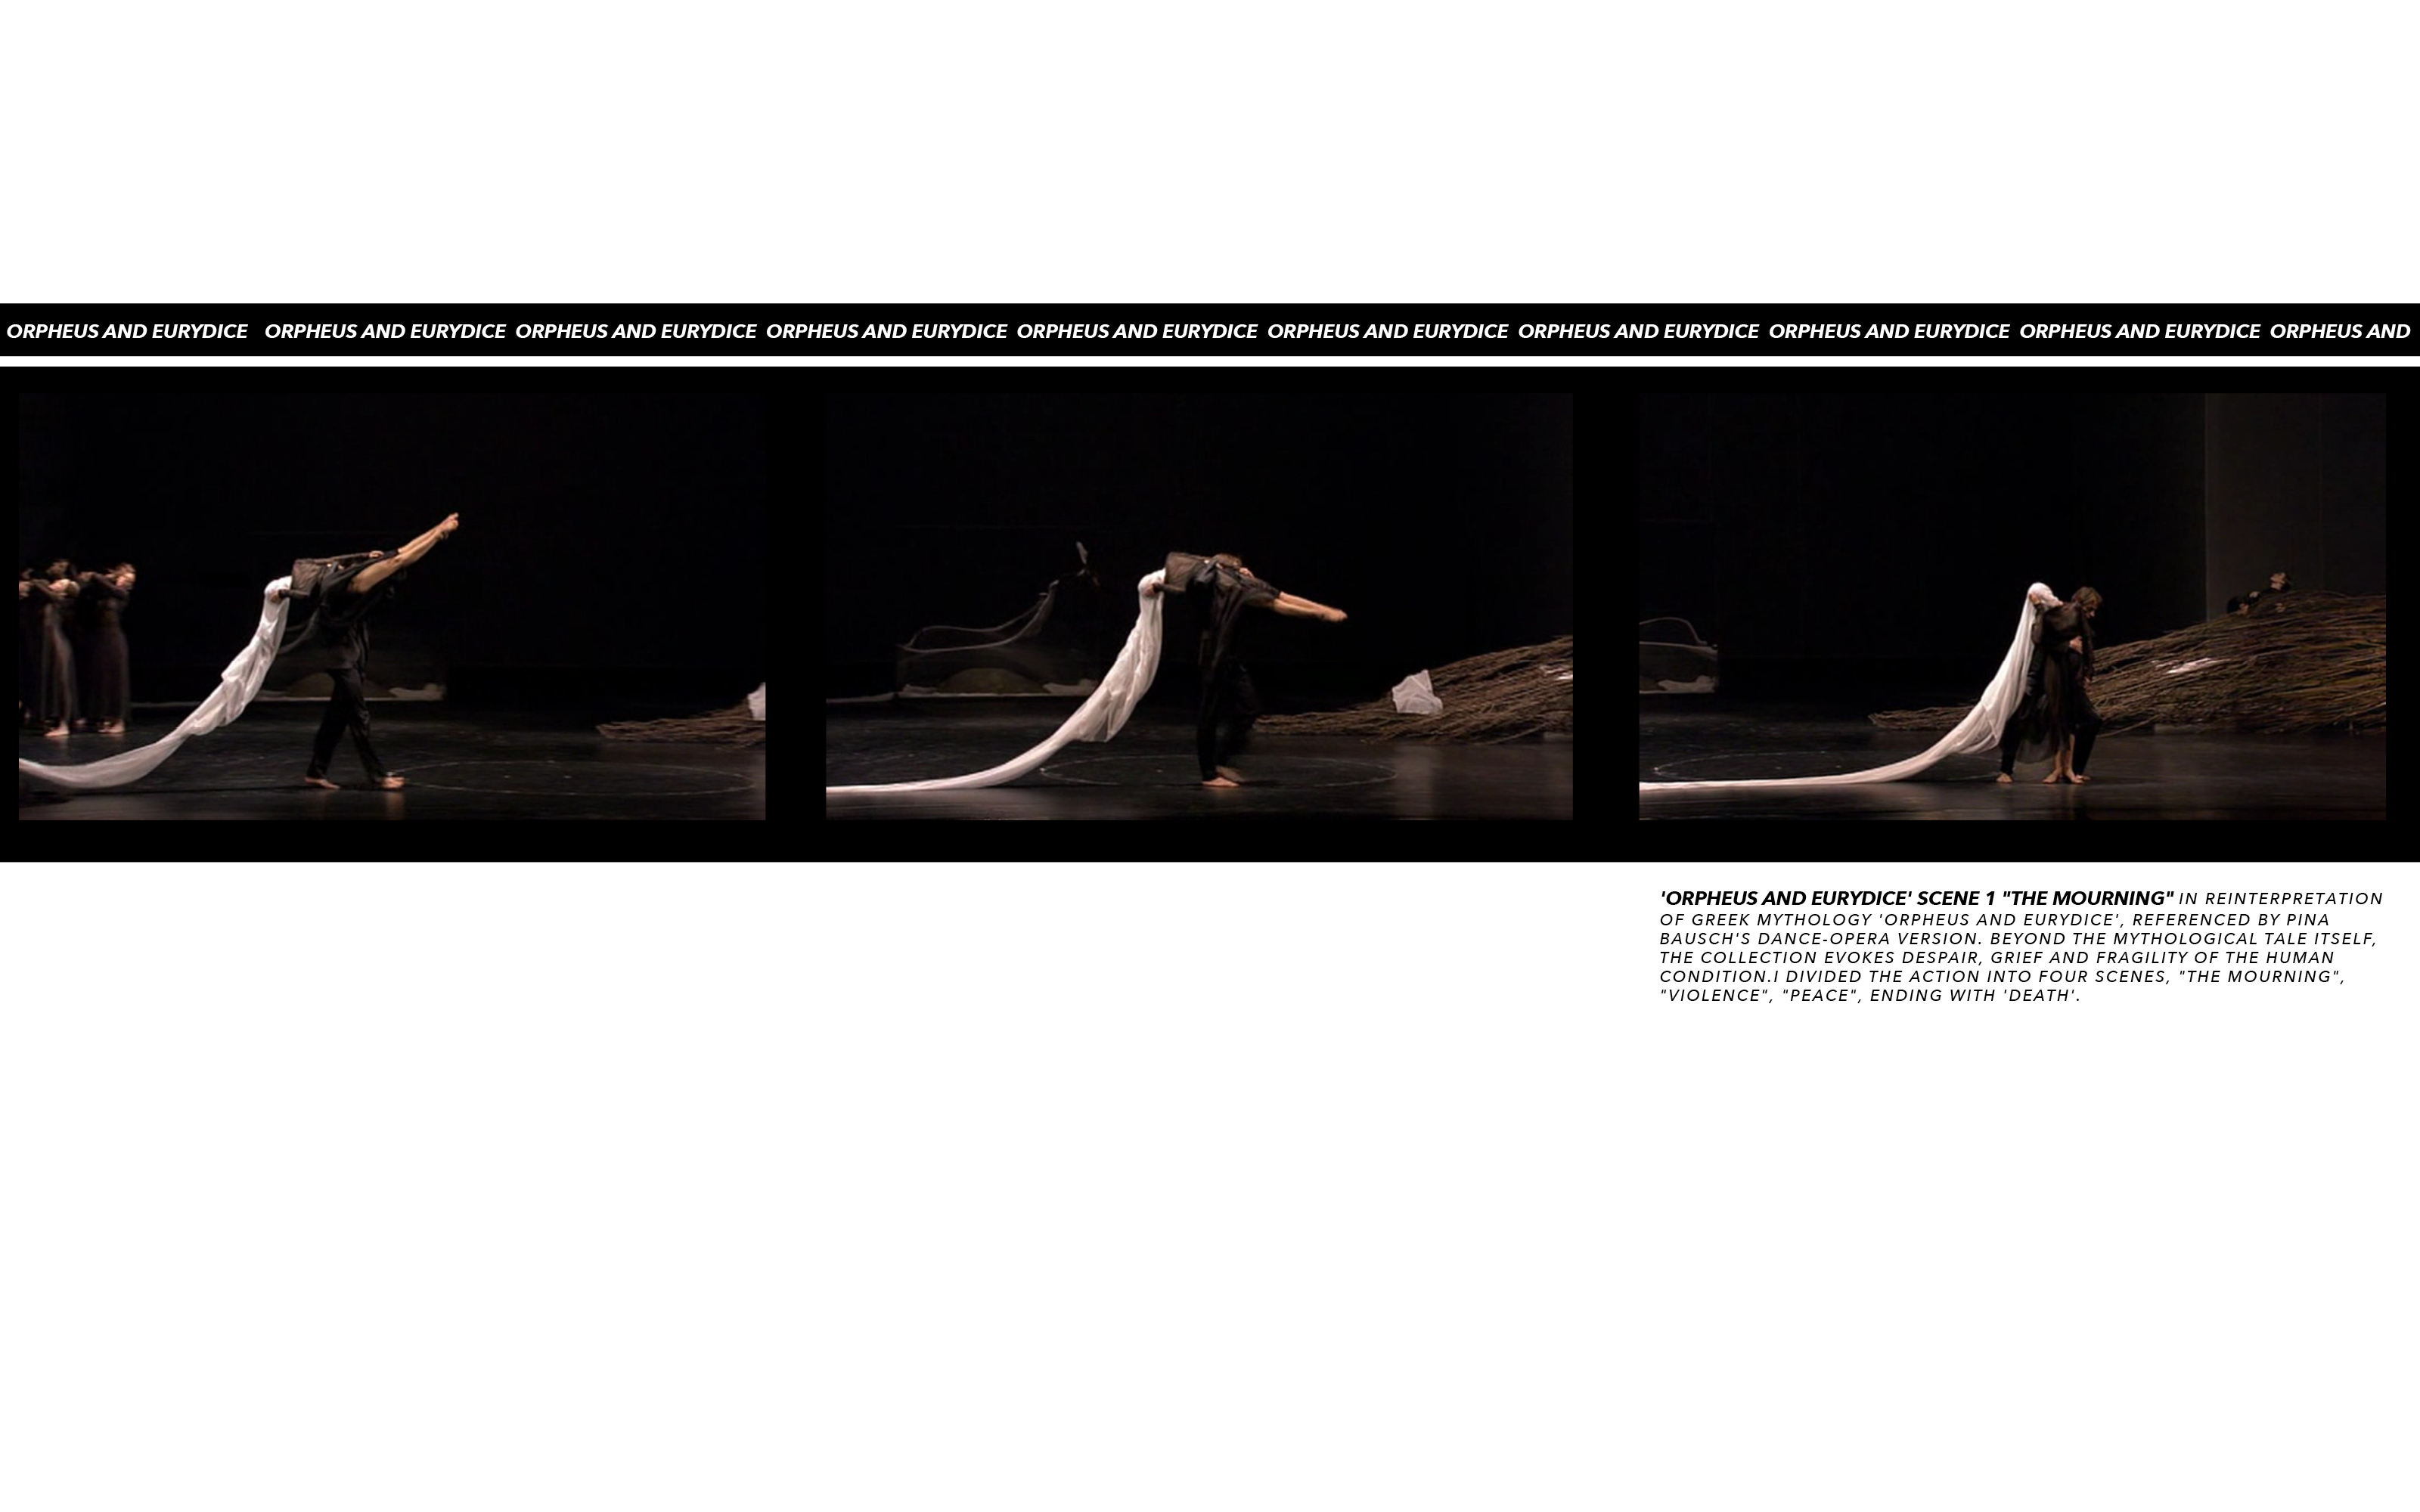 ORPHEUS AND EURYDICE ORPHEUS AND EURYDICE ORPHEUS AND EURYDICE ORPHEUS AND EURYDICE ORPHEUS AND EURYDICE ORPHEUS AND EURYDICE ORPHEUS AND EURYDICE ORPHEUS AND EURYDICE ORPHEUS AND EURYDICE ORPHEUS AND
'ORPHEUS AND EURYDICE' SCENE 1 "THE MOURNING" IN REINTERPRETATION
OF GREEK MYTHOLOGY 'ORPHEUS AND EURYDICE', REFERENCED BY PINA
BAUSCH'S DANCE-OPERA VERSION. BEYOND THE MYTHOLOGICAL TALE ITSELF,
THE COLLECTION EVOKES DESPAIR, GRIEF AND FRAGILITY OF THE HUMAN
CONDITION.I DIVIDED THE ACTION INTO FOUR SCENES, "THE MOURNING",
"VIOLENCE", "PEACE", ENDING WITH 'DEATH'.